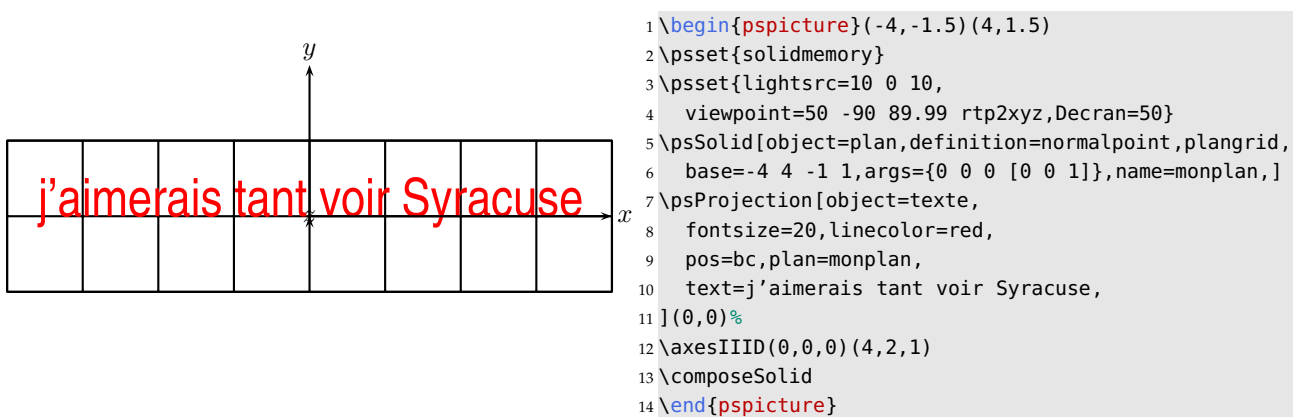 y
j'aimerais tant voir Syracuse
x
1 \begin{pspicture}(-4,-1.5)(4,1.5)
2 \psset{solidmemory}
3 \psset{lightsrc=10 0 10,
4 viewpoint=50 -90 89.99 rtp2xyz,Decran=50}
5 \psSolid[object=plan,definition=normalpoint,plangrid,
6 base=-4 4 -1 1,args={0 0 0 [0 0 1]},name=monplan,]
7 \psProjection[object=texte,
8 fontsize=20,linecolor=red,
9 pos=bc,plan=monplan,
10 text=j'aimerais tant voir Syracuse,
11 ](0,0)%
12 \axesIIID(0,0,0)(4,2,1)
13 \composeSolid
14 \end{pspicture}